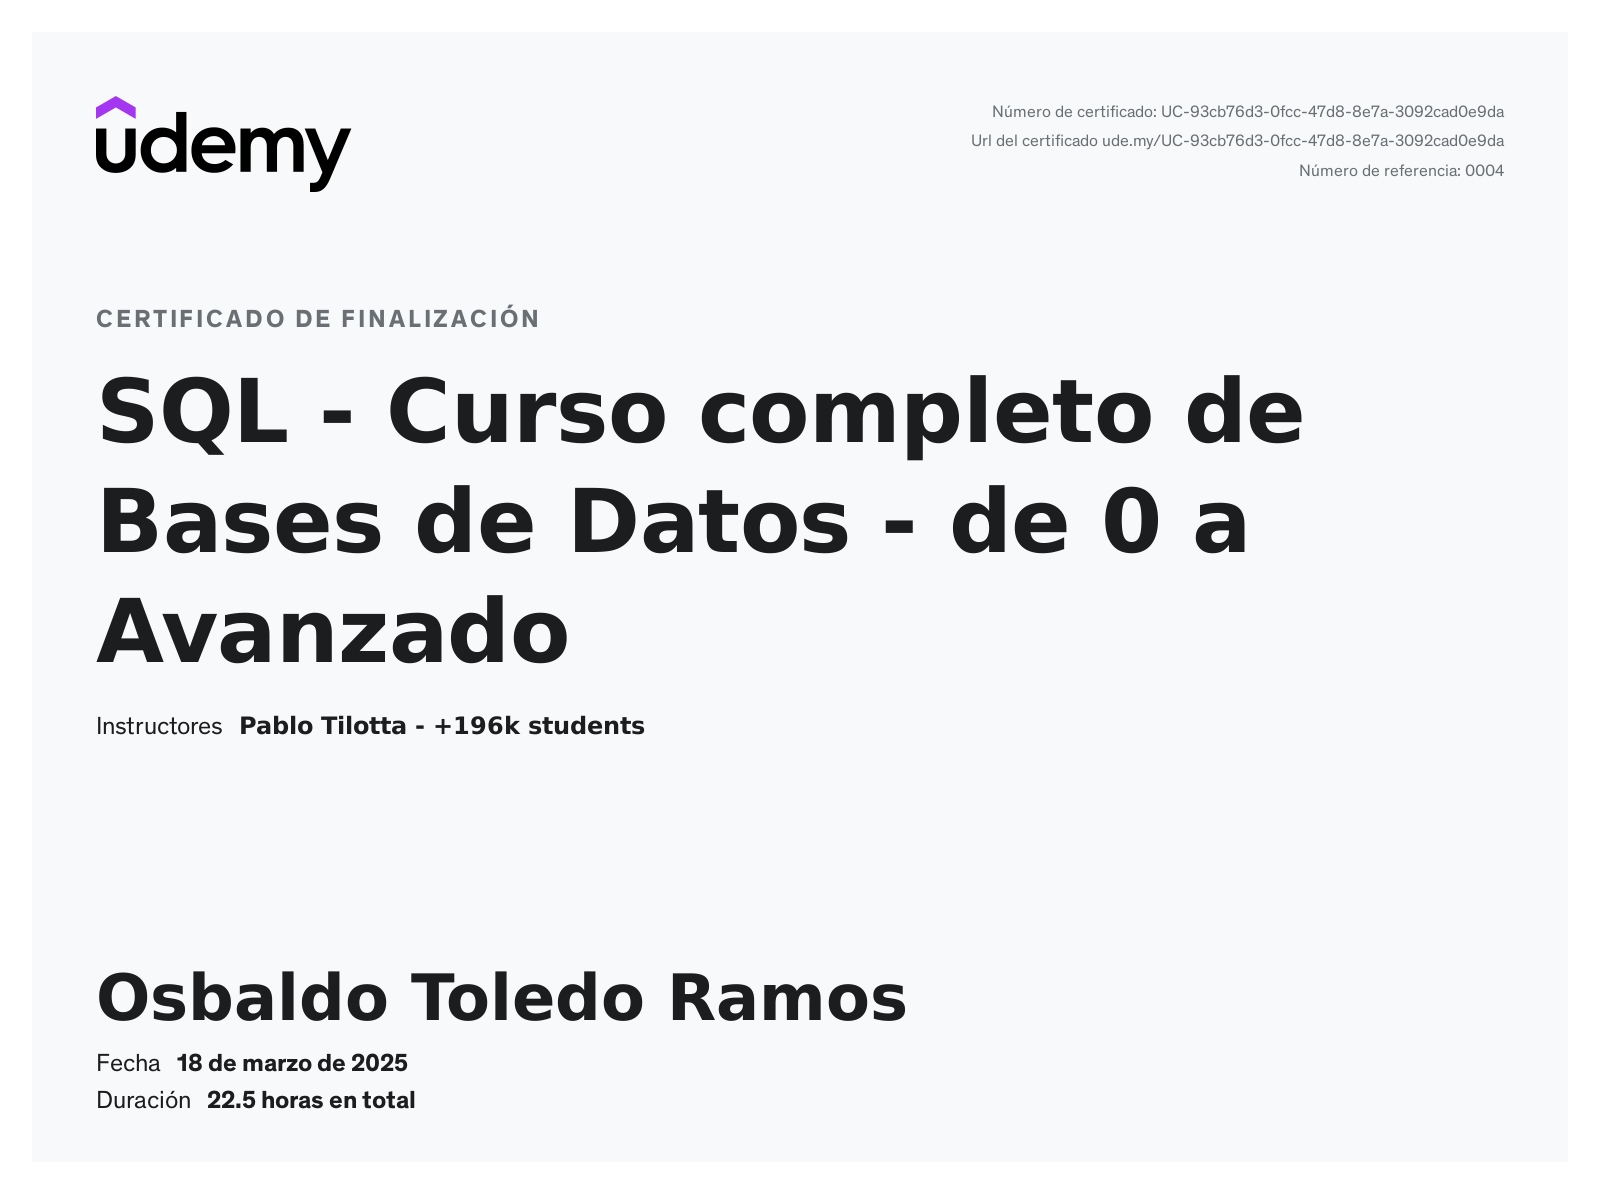 udemy
Número de certificado: UC-93cb76d3-0fcc-47d8-8e7a-3092cad0e9da
Url del certificado ude.my/UC-93cb76d3-0fcc-47d8-8e7a-3092cad0e9da
Número de referencia: 0004
CERTIFICADO DE FINALIZACIÓN
SQL - Curso completo de
Bases de Datos - de 0 a
Avanzado
Instructores Pablo Tilotta - +196k students
Osbaldo Toledo Ramos
Fecha 18 de marzo de 2025
Duración 22.5 horas en total